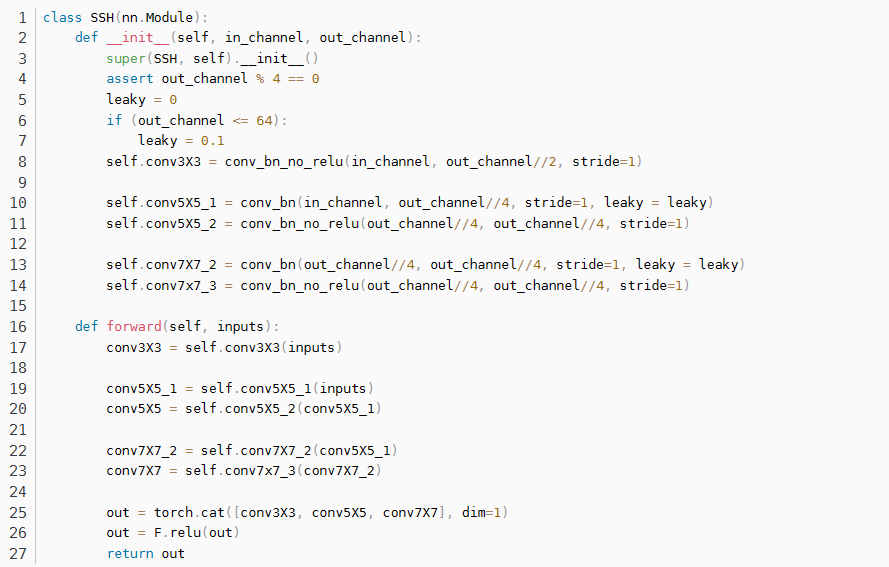 1 class SSH(nn.Module):
2     def __init__(self, in_channel, out_channel):
3         super(SSH, self).__init__()
4         assert out_channel % 4 == 0
5         leaky = 0
6         if (out_channel <= 64):
7             leaky = 0.1
8         self.conv3X3 = conv_bn_no_relu(in_channel, out_channel//2, stride=1)
9
10         self.conv5X5_1 = conv_bn(in_channel, out_channel//4, stride=1, leaky = leaky)
11         self.conv5X5_2 = conv_bn_no_relu(out_channel//4, out_channel//4, stride=1)
12
13         self.conv7X7_2 = conv_bn(out_channel//4, out_channel//4, stride=1, leaky = leaky)
14         self.conv7x7_3 = conv_bn_no_relu(out_channel//4, out_channel//4, stride=1)
15
16     def forward(self, inputs):
17         conv3X3 = self.conv3X3(inputs)
18
19         conv5X5_1 = self.conv5X5_1(inputs)
20         conv5X5 = self.conv5X5_2(conv5X5_1)
21
22         conv7X7_2 = self.conv7X7_2(conv5X5_1)
23         conv7X7 = self.conv7x7_3(conv7X7_2)
24
25         out = torch.cat([conv3X3, conv5X5, conv7X7], dim=1)
26         out = F.relu(out)
27         return out